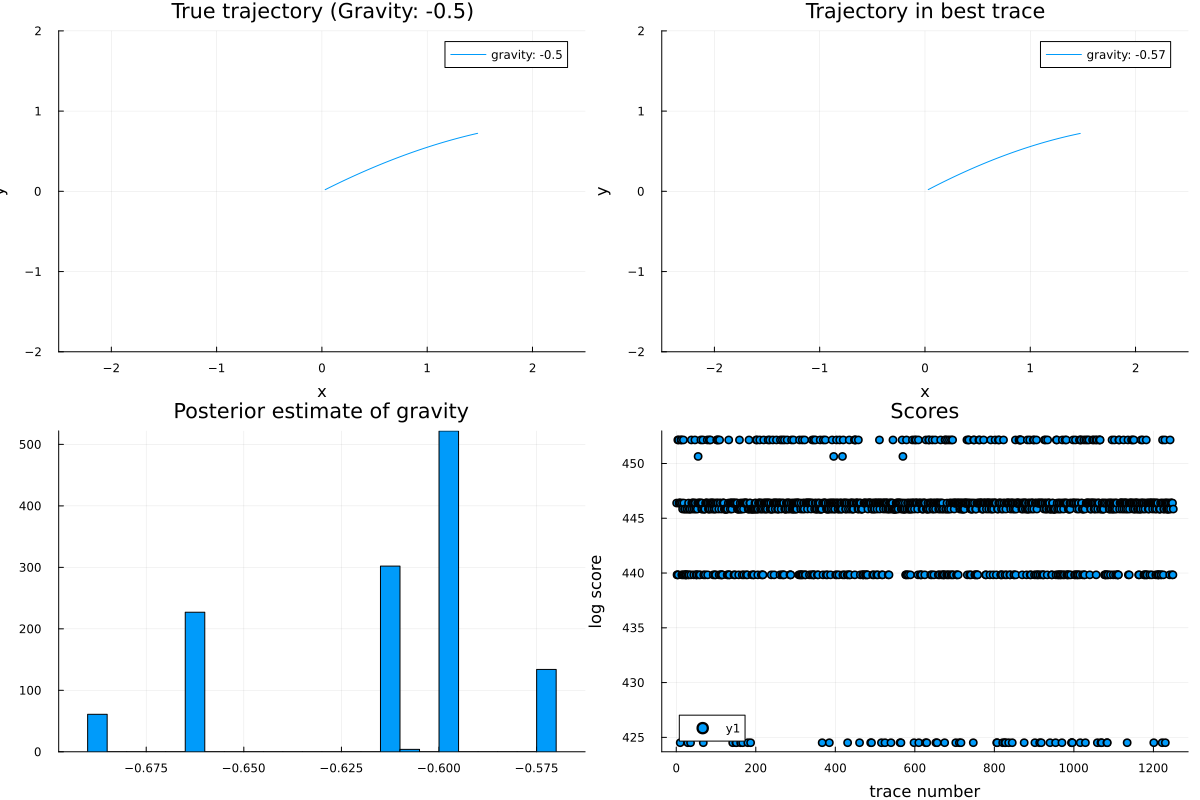 True trajectory (Gravity: -0.5)
Trajectory in best trace
2
gravity: -0.5
2
gravity: -0.57
1
1
y
0
y
0
−1
−1
−2
−2
−2 −1 0 1 2
−2 −1 0 1 2
x
x
Posterior estimate of gravity
Scores
500
400
300
200
100
0
−0.675 −0.650 −0.625 −0.600 −0.575
log score
450
445
440
435
430
425
y1
0 200 400 600 800 1000 1200
trace number